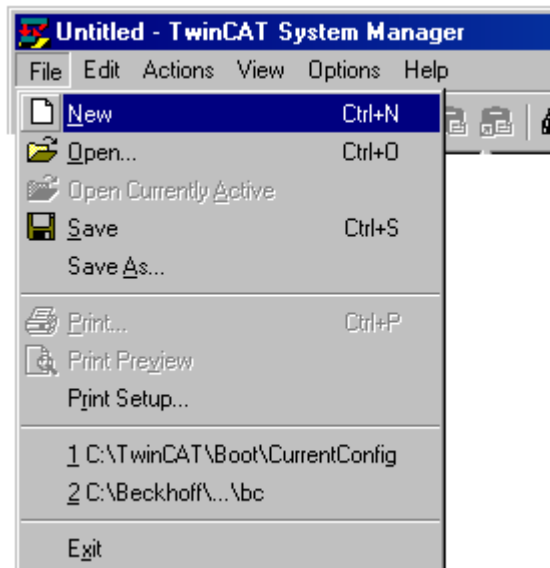 Untitled - TwinCAT System Manager
File Edit Actions View Options Help
New Ctrl+N
Open... Ctrl+O
Open Currently Active
Save Ctrl+S
Save As...
Print... Ctrl+P
Print Preview
Print Setup...
1 C:\TwinCAT\Boot\CurrentConfig
2 C:\Beckhoff\...\bc
Exit